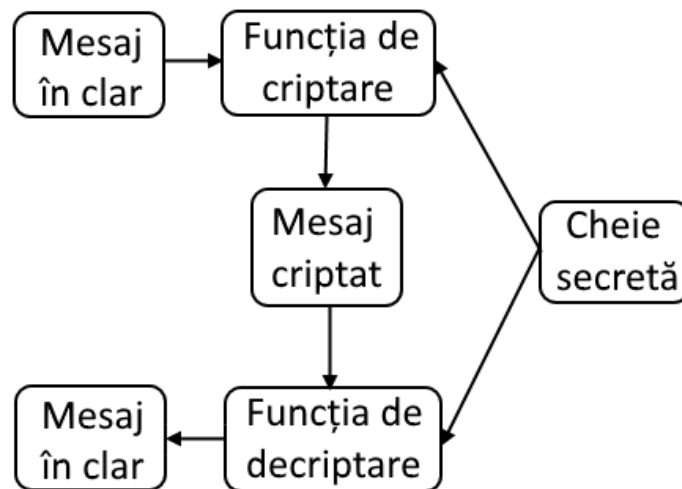 Mesaj
în clar
Funcția de
criptare
Mesaj
criptat
Cheie
secretă
Mesaj
în clar
Funcția de
decriptare